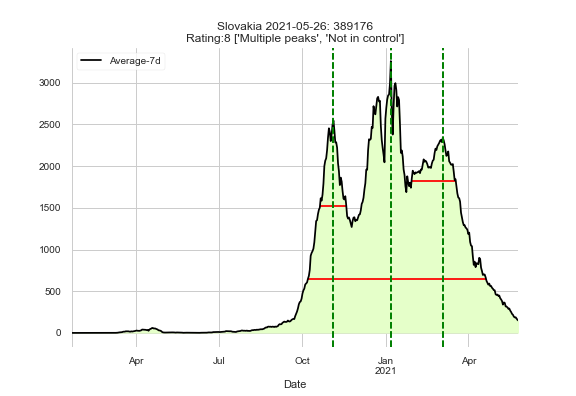 Slovakia 2021-05-26: 389176
Rating:8 ['Multiple peaks', 'Not in control']
Average-7d
3000
2500
2000
1500
1000
500
0
Apr
Jul
Oct
Jan
2021
Apr
Date